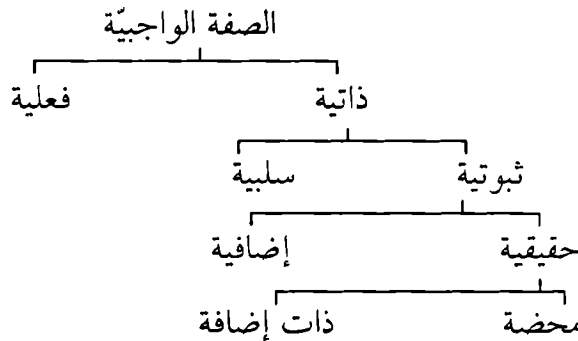 الصفة الواجبيّة
ذاتية فعلية
ثبوتية سلبية
حقيقية إضافية
محضة ذات إضافة